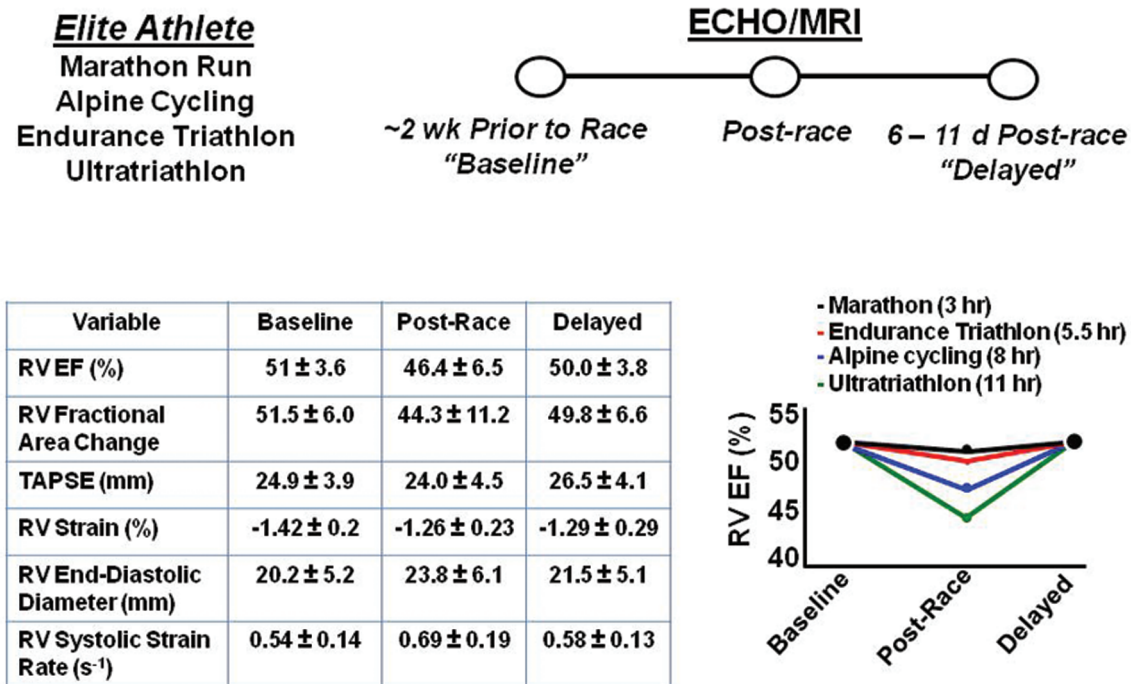 Elite Athlete
Marathon Run
Alpine Cycling
Endurance Triathlon
Ultratriathlon
ECHO/MRI
~2 wk Prior to Race
“Baseline”
Post-race
6 – 11 d Post-race
“Delayed”
Variable Baseline Post-Race Delayed
RV EF (%) 51 ± 3.6 46.4 ± 6.5 50.0 ± 3.8
RV Fractional
Area Change
51.5 ± 6.0 44.3 ± 11.2 49.8 ± 6.6
TAPSE (mm) 24.9 ± 3.9 24.0 ± 4.5 26.5 ± 4.1
RV Strain (%) -1.42 ± 0.2 -1.26 ± 0.23 -1.29 ± 0.29
RV End-Diastolic
Diameter (mm)
20.2 ± 5.2 23.8 ± 6.1 21.5 ± 5.1
RV Systolic Strain
Rate (s-1)
0.54 ± 0.14 0.69 ± 0.19 0.58 ± 0.13
- Marathon (3 hr)
- Endurance Triathlon (5.5 hr)
- Alpine cycling (8 hr)
- Ultratriathlon (11 hr)
RV EF (%)
55
50
45
40
Baseline
Post-Race
Delayed